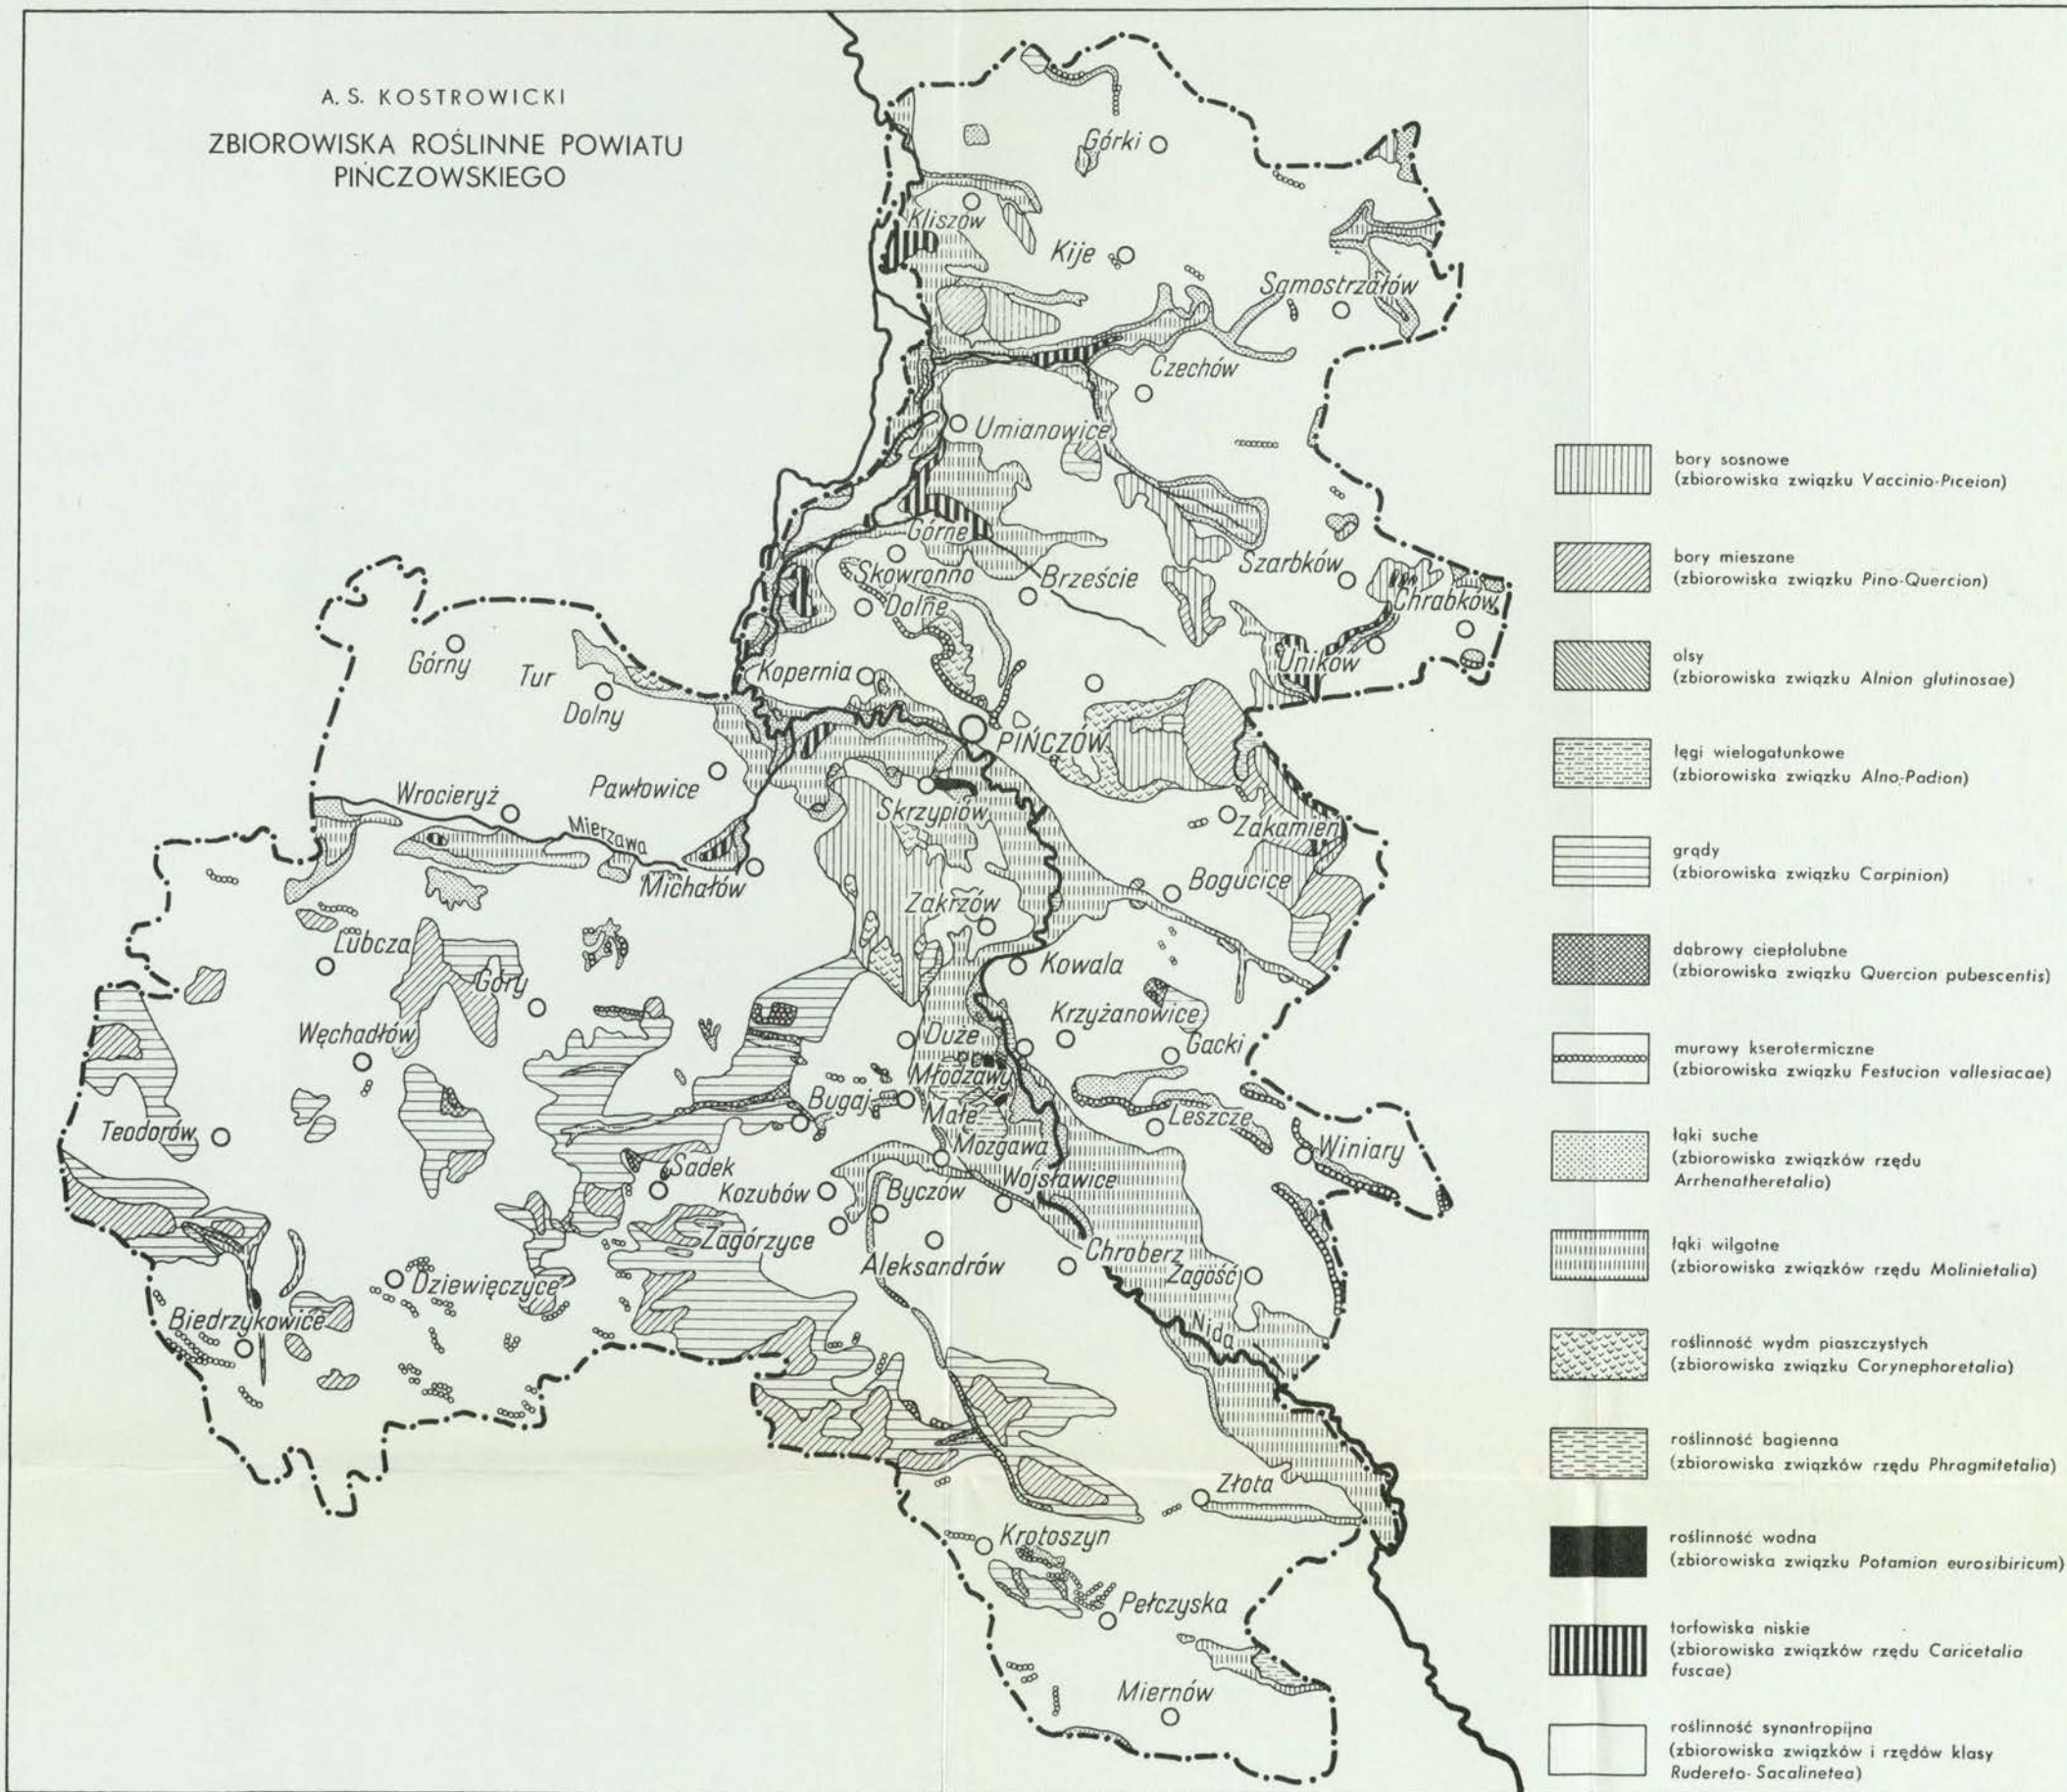 A. S. KOSTROWICKI
ZBIOROWISKA ROŚLINNE POWIATU
PIŃCZOWSKIEGO
Górki
Kliszów
Kije
Samostrzałów
Czechów
Umianowice
Górne
Skowronno
Dolne
Brzeście
Szarbków
Chrabków
Uników
Górny
Tur
Dolny
Kopernia
PIŃCZÓW
Pawłowice
Wrocieryż
Mierzawa
Michałów
Skrzypiów
Zakamień
Bogucice
Zakrzów
Lübcza
Góry
Kowala
Węchadłów
Krzyżanowice
Gacki
Duże
Młodzawy
Małe
Bugaj
Leszcze
Teodorów
Mozgawa
Winiary
Sadek
Kozubów
Byczów
Wojsławice
Zagórzyce
Aleksandrów
Chroberz
Zagość
Dziewięczyce
Nida
Biedrzykowice
Złota
Krotoszyn
Pełczyska
Miernów
bory sosnowe
(zbiorowiska związku Vaccinio-Piceion)
bory mieszane
(zbiorowiska związku Pino-Quercion)
olsy
(zbiorowiska związku Alnion glutinosae)
łęgi wielogatunkowe
(zbiorowiska związku Alno-Padion)
grądy
(zbiorowiska związku Carpinion)
dąbrowy ciepłolubne
(zbiorowiska związku Quercion pubescentis)
murawy kserotermiczne
(zbiorowiska związku Festucion vallesiacae)
łąki suche
(zbiorowiska związków rzędu
Arrhenatheretalia)
łąki wilgotne
(zbiorowiska związków rzędu Molinietalia)
roślinność wydm piaszczystych
(zbiorowiska związku Corynephoretalia)
roślinność bagienna
(zbiorowiska związków rzędu Phragmitetalia)
roślinność wodna
(zbiorowiska związku Potamion eurosibiricum)
torfowiska niskie
(zbiorowiska związków rzędu Caricetalia
fuscae)
roślinność synantropijna
(zbiorowiska związków i rzędów klasy
Rudereto-Sacalinetea)